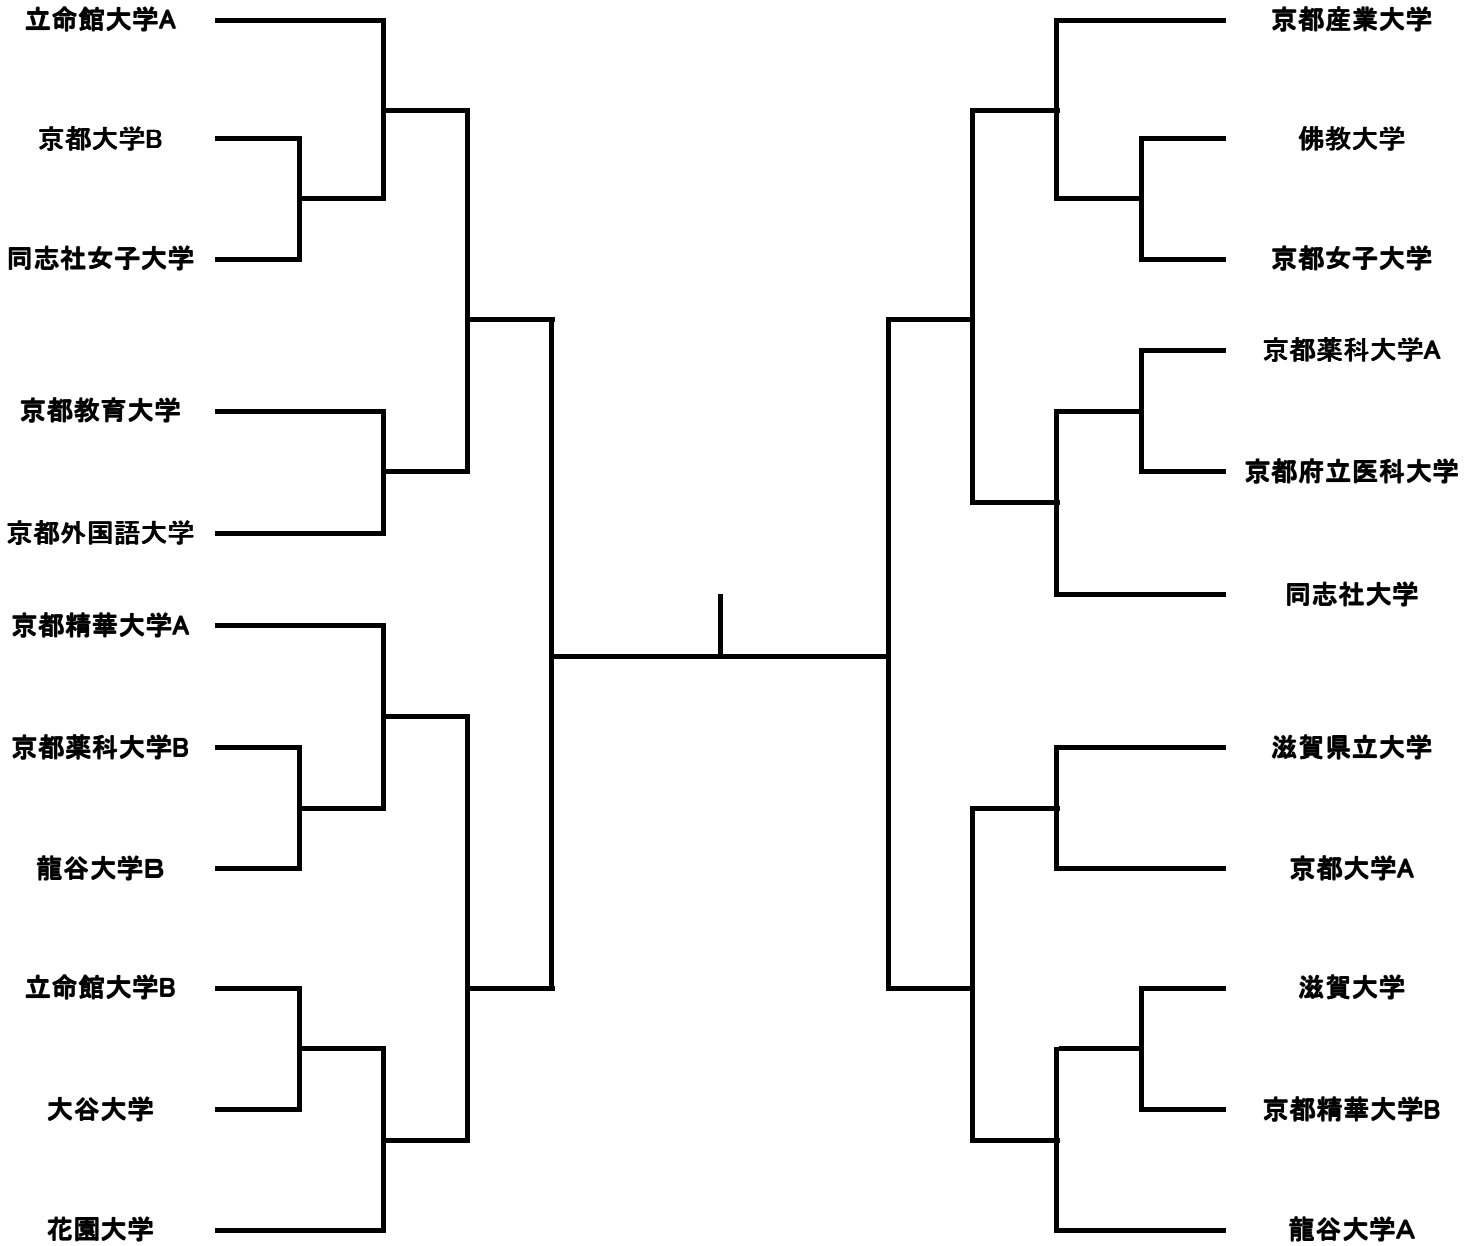 立命館大学A
京都大学B
同志社女子大学
京都教育大学
京都外国語大学
京都精華大学A
京都薬科大学B
龍谷大学B
立命館大学B
大谷大学
花園大学
京都産業大学
佛教大学
京都女子大学
京都薬科大学A
京都府立医科大学
同志社大学
滋賀県立大学
京都大学A
滋賀大学
京都精華大学B
龍谷大学A